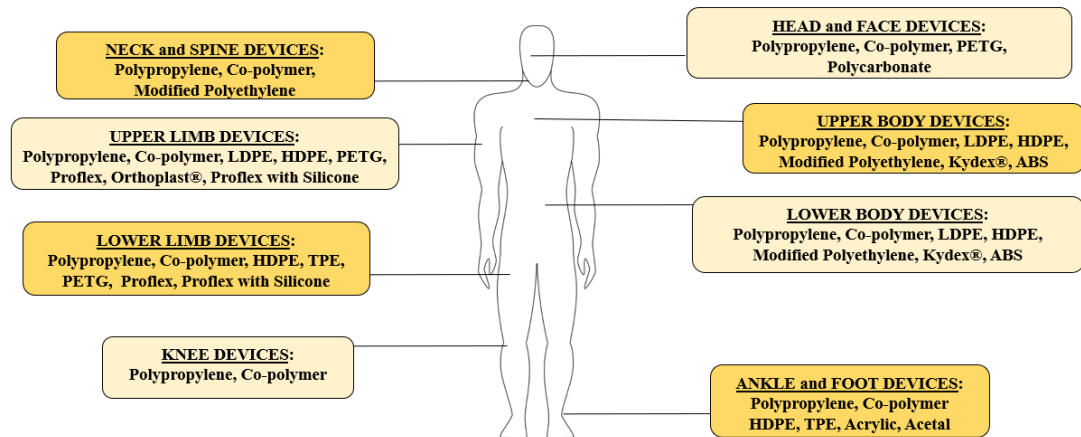 HEAD and FACE DEVICES:
Polypropylene, Co-polymer, PETG,
Polycarbonate
NECK and SPINE DEVICES:
Polypropylene, Co-polymer,
Modified Polyethylene
UPPER BODY DEVICES:
Polypropylene, Co-polymer, LDPE, HDPE,
Modified Polyethylene, Kydex®, ABS
UPPER LIMB DEVICES:
Polypropylene, Co-polymer, LDPE, HDPE, PETG,
Proflex, Orthoplast®, Proflex with Silicone
LOWER BODY DEVICES:
Polypropylene, Co-polymer, LDPE, HDPE,
Modified Polyethylene, Kydex®, ABS
LOWER LIMB DEVICES:
Polypropylene, Co-polymer, HDPE, TPE,
PETG, Proflex, Proflex with Silicone
KNEE DEVICES:
Polypropylene, Co-polymer
ANKLE and FOOT DEVICES:
Polypropylene, Co-polymer
HDPE, TPE, Acrylic, Acetal